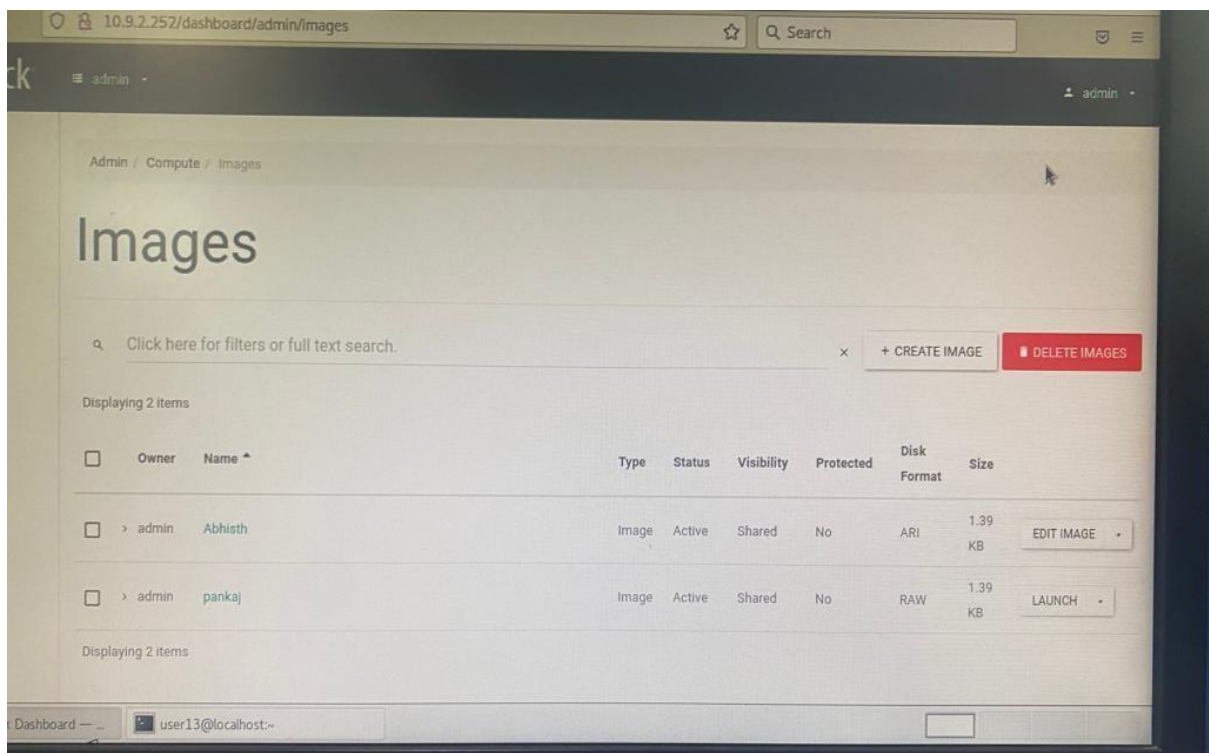 10.9.2.252/dashboard/admin/images
Search
ck
admin
admin
Admin / Compute / Images
Images
Click here for filters or full text search.
× + CREATE IMAGE DELETE IMAGES
Displaying 2 items
Owner Name Type Status Visibility Protected Disk Format Size
> admin Abhisth Image Active Shared No ARI 1.39 KB EDIT IMAGE
> admin pankaj Image Active Shared No RAW 1.39 KB LAUNCH
Displaying 2 items
Dashboard — ..
user13@localhost:~